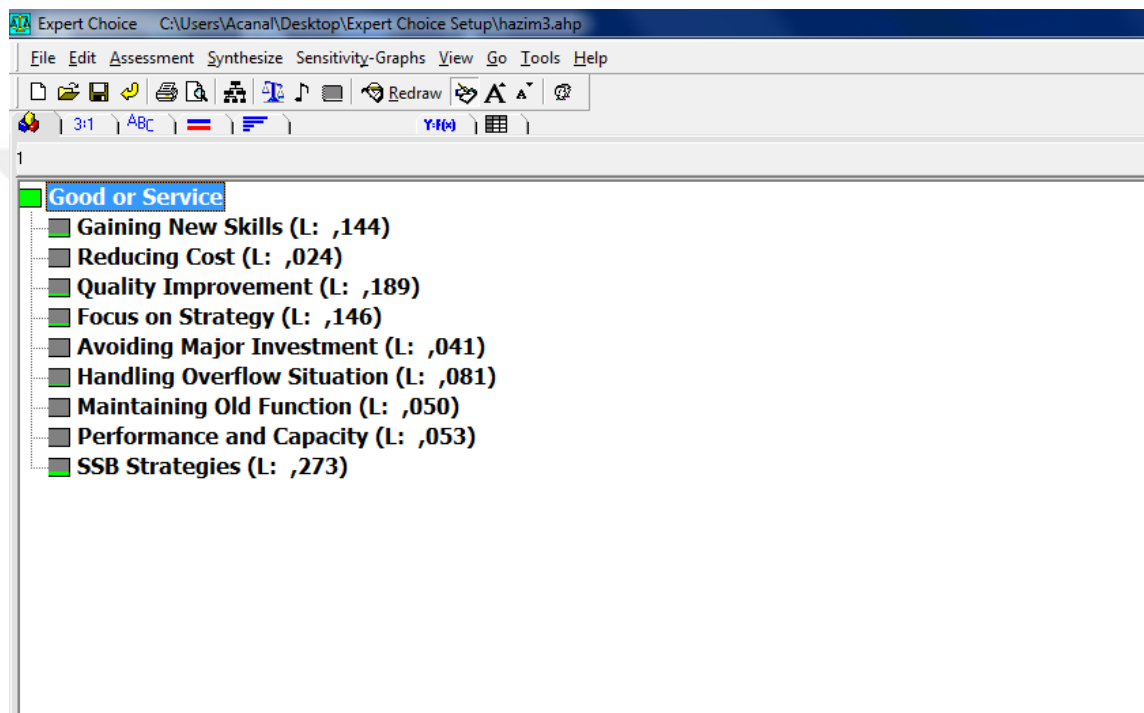 Expert Choice C:\Users\Acanal\Desktop\Expert Choice Setup\hazim3.ahp
File Edit Assessment Synthesize Sensitivity-Graphs View Go Tools Help
Redraw A A
3:1 ABC Y=F(x)
1
Good or Service
Gaining New Skills (L: ,144)
Reducing Cost (L: ,024)
Quality Improvement (L: ,189)
Focus on Strategy (L: ,146)
Avoiding Major Investment (L: ,041)
Handling Overflow Situation (L: ,081)
Maintaining Old Function (L: ,050)
Performance and Capacity (L: ,053)
SSB Strategies (L: ,273)